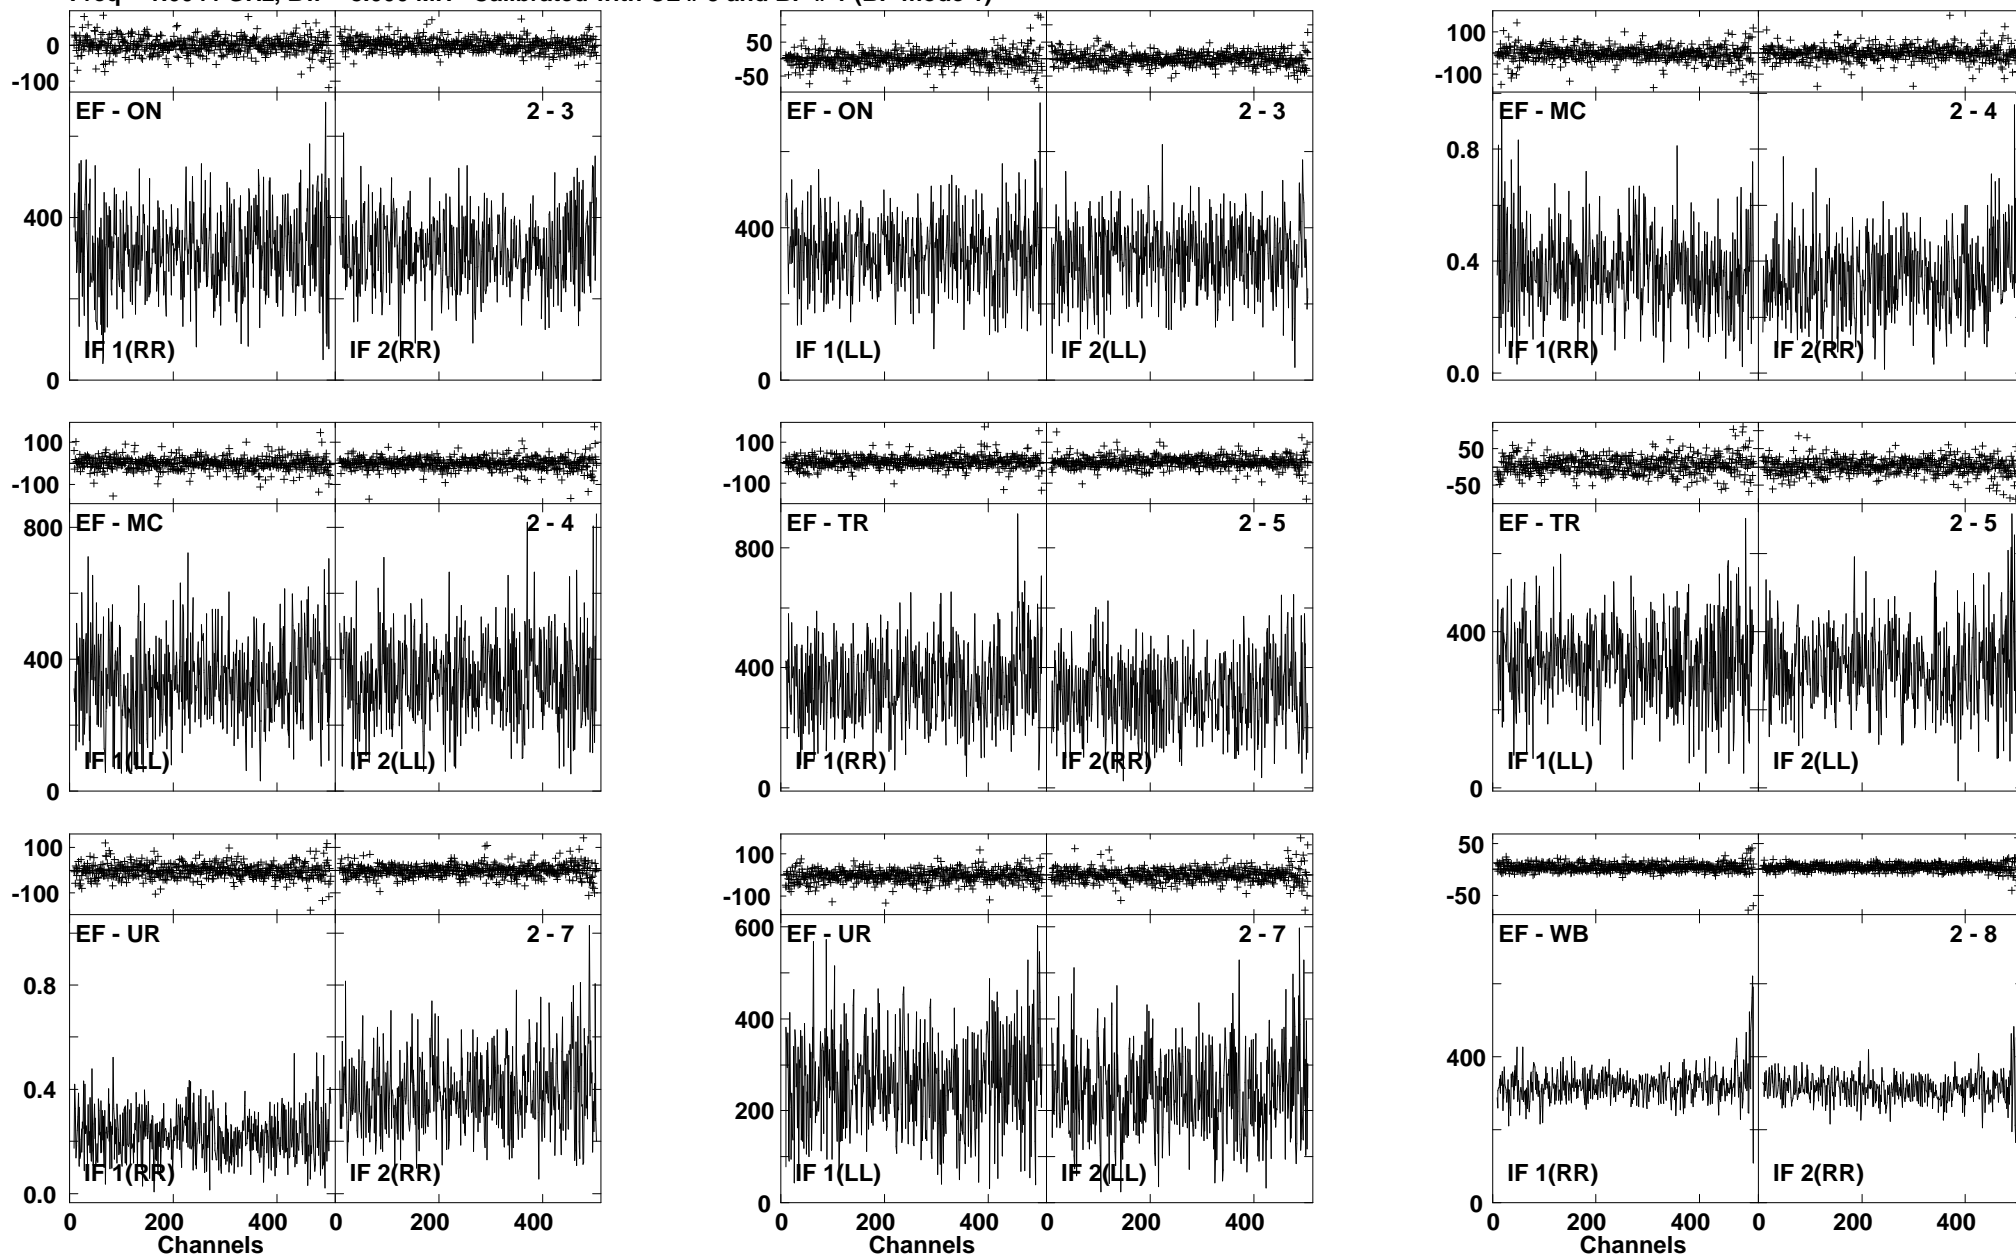 0
-100
EF - ON 2 - 3
400
IF 1(RR) IF 2(RR)
0
50
-50
EF - ON 2 - 3
400
IF 1(LL) IF 2(LL)
0
100
-100
EF - MC 2 - 4
0.8
0.4
IF 1(RR) IF 2(RR)
0.0
100
-100
EF - MC 2 - 4
800
400
IF 1(LL) IF 2(LL)
0
100
-100
EF - TR 2 - 5
800
400
IF 1(RR) IF 2(RR)
0
50
-50
EF - TR 2 - 5
400
IF 1(LL) IF 2(LL)
0
100
-100
EF - UR 2 - 7
0.8
0.4
IF 1(RR) IF 2(RR)
0.0
0 200 400 0 200 400
Channels
100
-100
600
EF - UR 2 - 7
400
200
IF 1(LL) IF 2(LL)
0
0 200 400 0 200 400
Channels
50
-50
EF - WB 2 - 8
400
IF 1(RR) IF 2(RR)
0
0 200 400 0 200 400
Channels